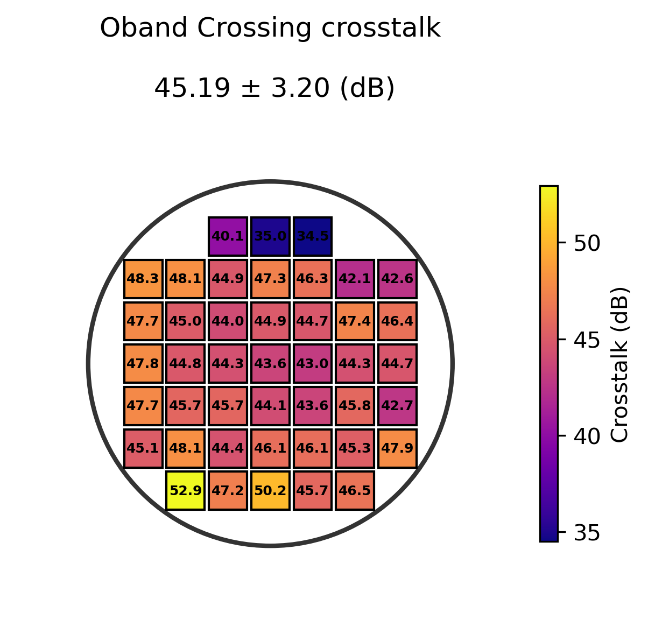 Oband Crossing crosstalk
45.19 ± 3.20 (dB)
40.1 35.0 34.5
48.3 48.1 44.9 47.3 46.3 42.1 42.6
47.7 45.0 44.0 44.9 44.7 47.4 46.4
47.8 44.8 44.3 43.6 43.0 44.3 44.7
47.7 45.7 45.7 44.1 43.6 45.8 42.7
45.1 48.1 44.4 46.1 46.1 45.3 47.9
52.9 47.2 50.2 45.7 46.5
50
45
40
35
Crosstalk (dB)